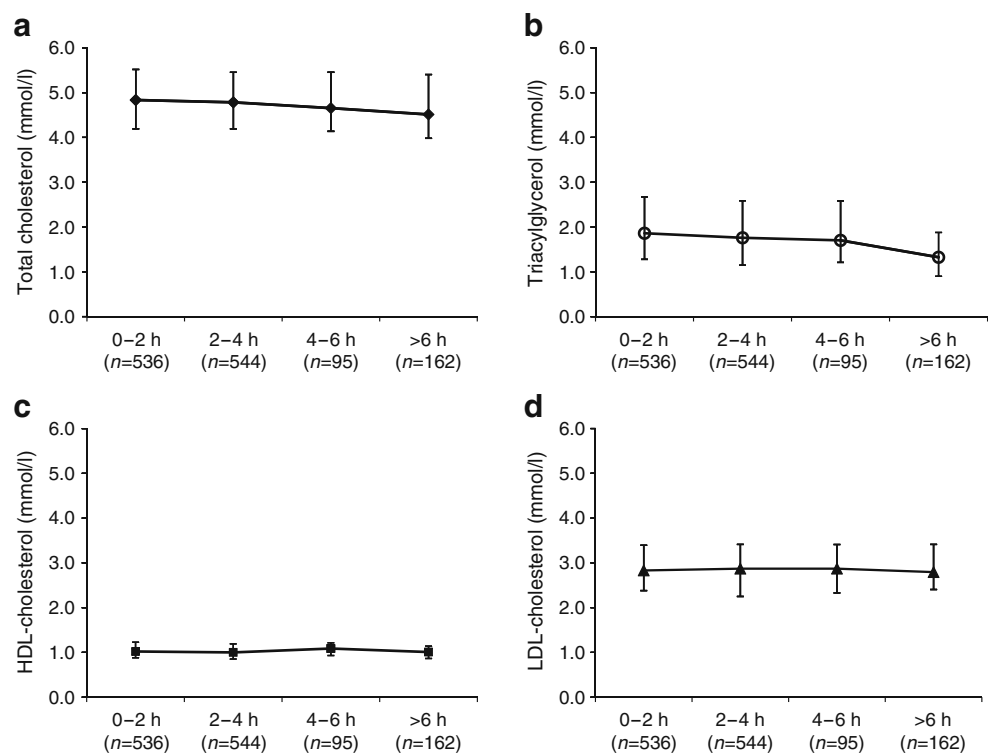 a
Total cholesterol (mmol/l)
6.0
5.0
4.0
3.0
2.0
1.0
0.0
0–2 h 2–4 h 4–6 h >6 h
(n=536) (n=544) (n=95) (n=162)
b
Triacylglycerol (mmol/l)
6.0
5.0
4.0
3.0
2.0
1.0
0.0
0–2 h 2–4 h 4–6 h >6 h
(n=536) (n=544) (n=95) (n=162)
c
HDL-cholesterol (mmol/l)
6.0
5.0
4.0
3.0
2.0
1.0
0.0
0–2 h 2–4 h 4–6 h >6 h
(n=536) (n=544) (n=95) (n=162)
d
LDL-cholesterol (mmol/l)
6.0
5.0
4.0
3.0
2.0
1.0
0.0
0–2 h 2–4 h 4–6 h >6 h
(n=536) (n=544) (n=95) (n=162)